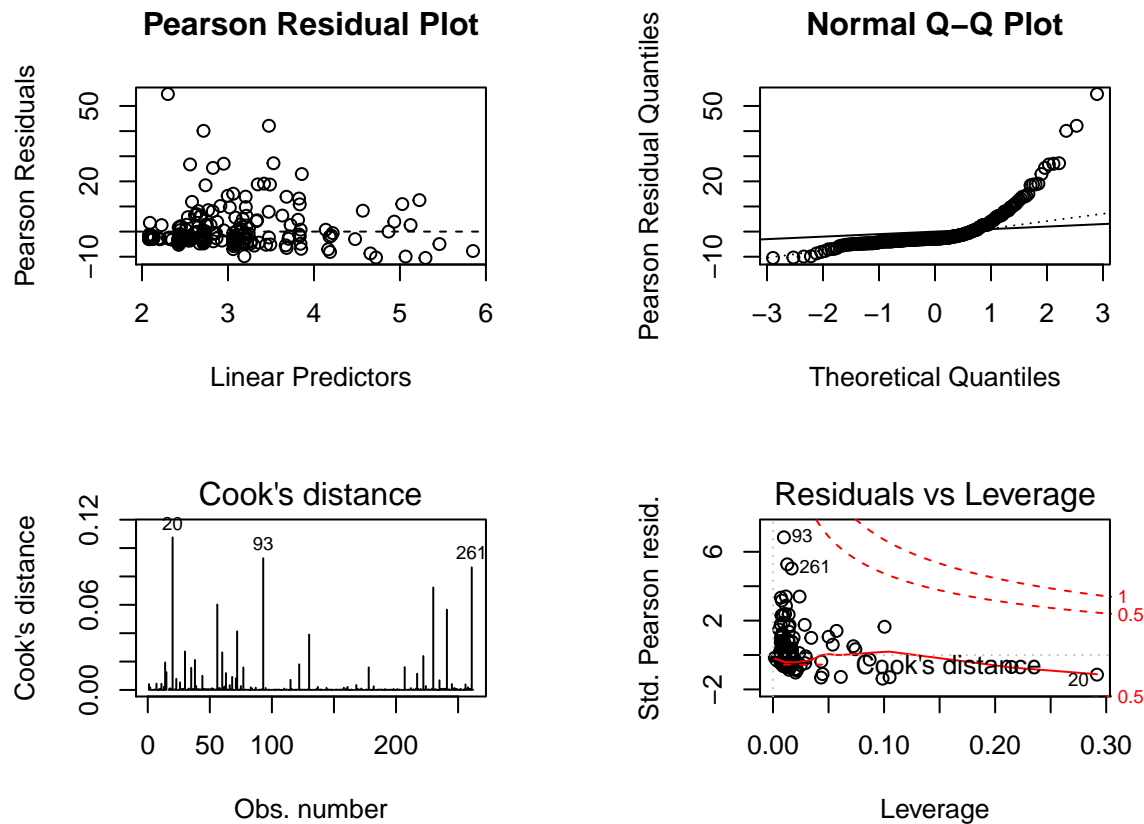 Pearson Residual Plot
Pearson Residuals
50
20
−10
2 3 4 5 6
Linear Predictors
Normal Q−Q Plot
Pearson Residual Quantiles
50
20
−10
−3 −2 −1 0 1 2 3
Theoretical Quantiles
Cook's distance
Cook's distance
0.12
0.06
0.00
20
93
261
0 50 100 200
Obs. number
Residuals vs Leverage
Std. Pearson resid.
6
2
−2
93
261
Cook's distance
20
1
0.5
0.5
0.00 0.10 0.20 0.30
Leverage